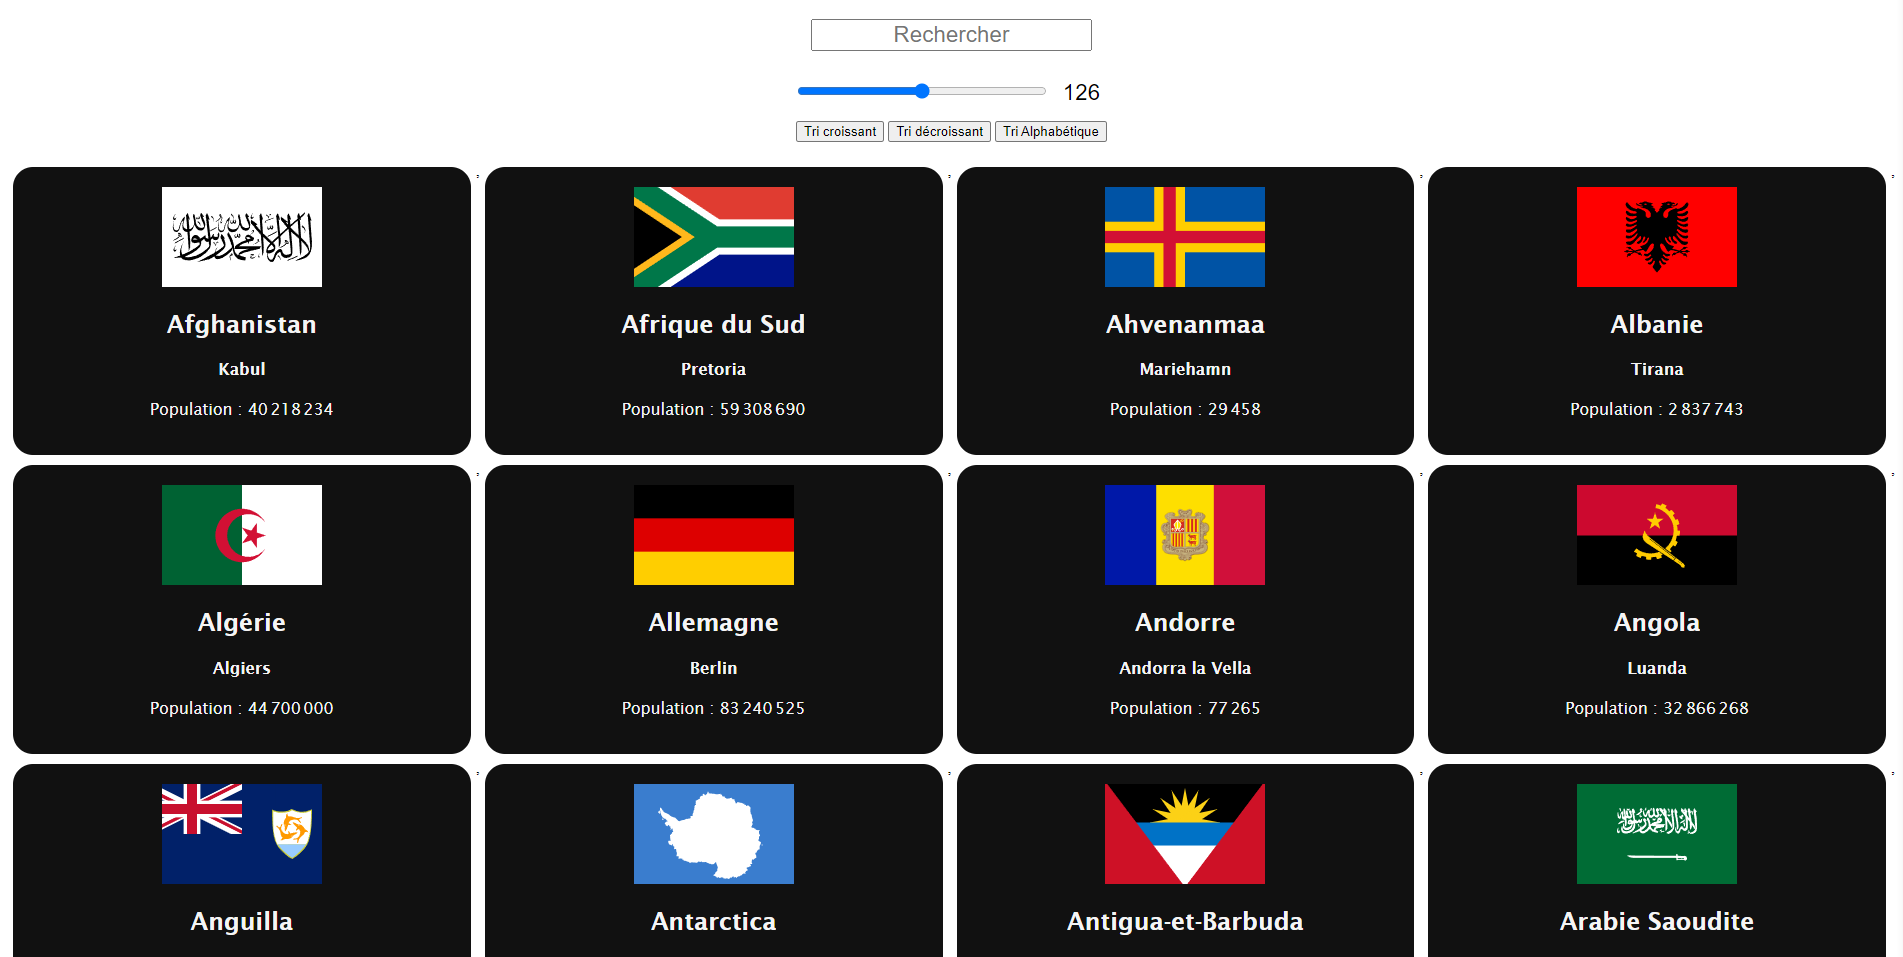 Rechercher
126
Tri croissant Tri décroissant Tri Alphabétique
Afghanistan
Kabul
Population : 40 218 234
,
Afrique du Sud
Pretoria
Population : 59 308 690
,
Ahvenanmaa
Mariehamn
Population : 29 458
,
Albanie
Tirana
Population : 2 837 743
,
Algérie
Algiers
Population : 44 700 000
,
Allemagne
Berlin
Population : 83 240 525
,
Andorre
Andorra la Vella
Population : 77 265
,
Angola
Luanda
Population : 32 866 268
,
Anguilla
,
Antarctica
,
Antigua-et-Barbuda
,
Arabie Saoudite
,